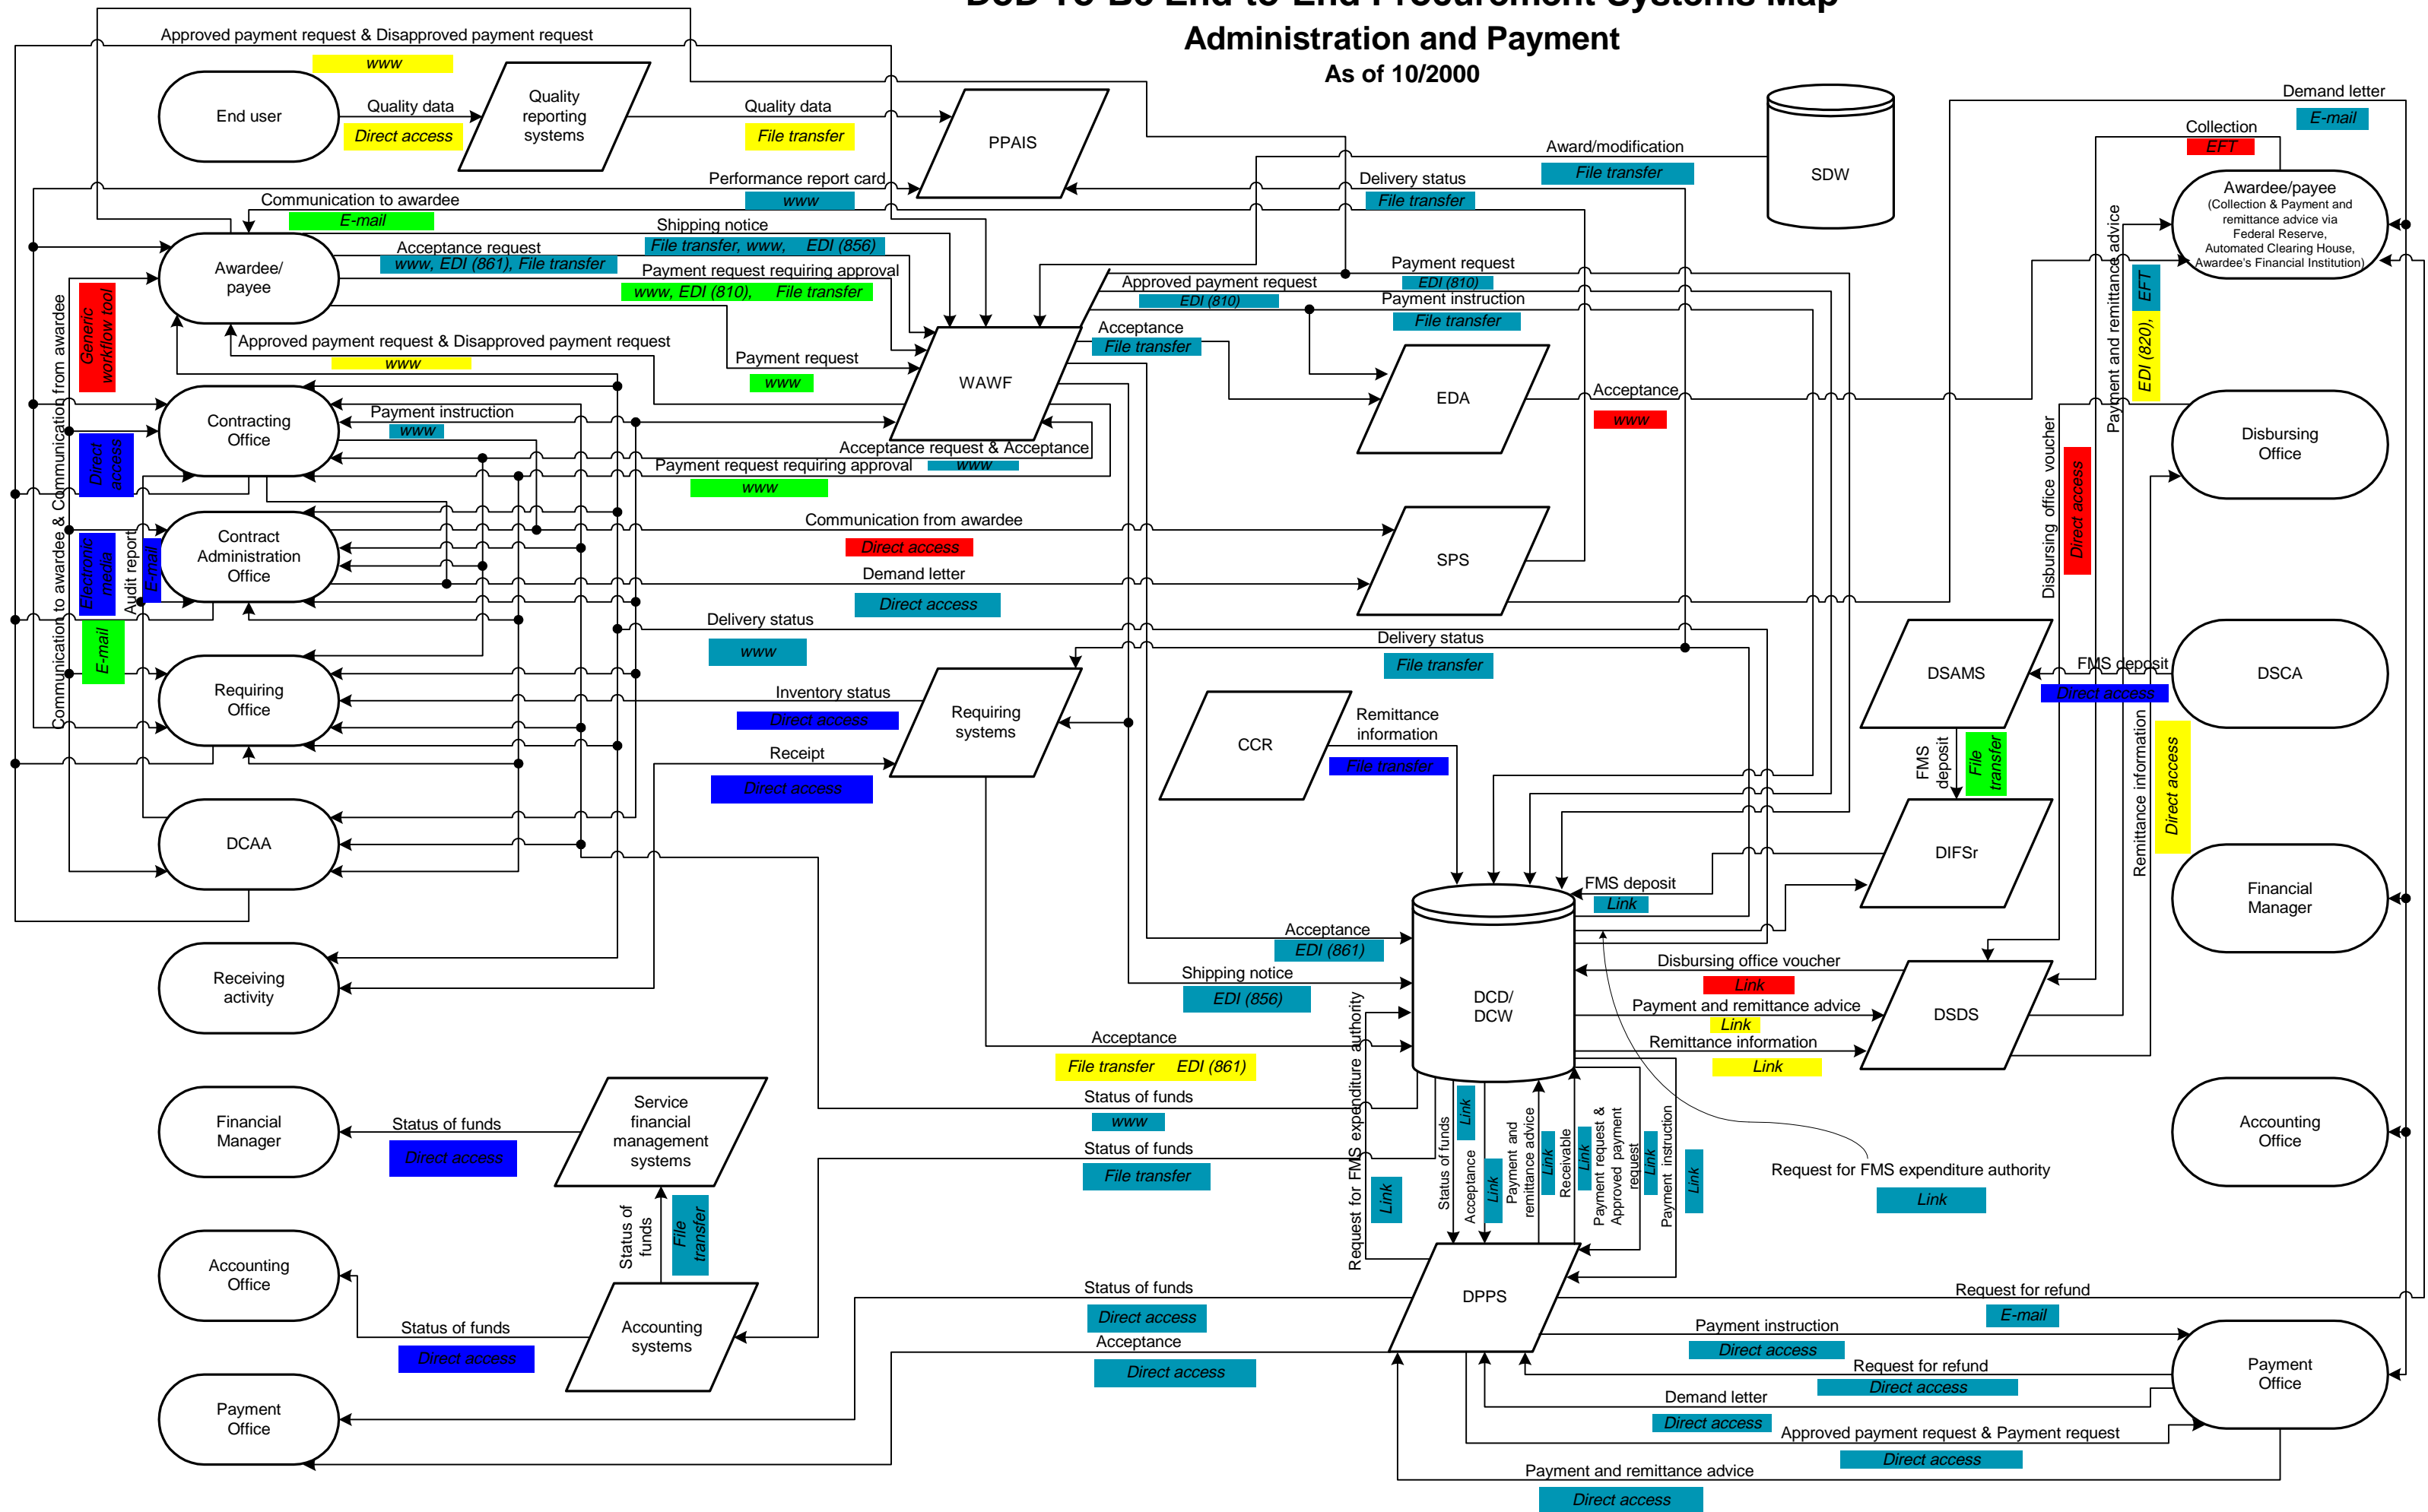 DoD To-Be End-to-End Procurement Systems Map
Administration and Payment
As of 10/2000
Approved payment request & Disapproved payment request
www
End user
Quality data
Direct access
Quality
reporting
systems
Quality data
File transfer
PPAIS
SDW
Award/modification
File transfer
Demand letter
E-mail
Collection
EFT
Awardee/payee
(Collection & Payment and
remittance advice via
Federal Reserve,
Automated Clearing House,
Awardee's Financial Institution)
Performance report card
www
Delivery status
File transfer
Communication to awardee
E-mail
Shipping notice
File transfer, www, EDI (856)
Awardee/
payee
Acceptance request
www, EDI (861), File transfer
Payment request requiring approval
www, EDI (810), File transfer
Approved payment request & Disapproved payment request
www
Payment request
www
WAWF
Payment request
EDI (810)
Approved payment request
EDI (810)
Payment instruction
File transfer
Acceptance
File transfer
EDA
Acceptance
www
Payment and remittance advice
EDI (820), EFT
Disbursing
Office
Disbursing office voucher
Direct access
Communication to awardee & Communication from awardee
Generic
workflow tool
Direct
access
Electronic
media
E-mail
Audit report
E-mail
Contracting
Office
Payment instruction
www
Acceptance request & Acceptance
www
Payment request requiring approval
www
Contract
Administration
Office
Communication from awardee
Direct access
Demand letter
Direct access
SPS
Delivery status
www
Delivery status
File transfer
Requiring
Office
Inventory status
Direct access
Requiring
systems
Receipt
Direct access
CCR
Remittance
information
File transfer
DSAMS
FMS deposit
Direct access
DSCA
FMS
deposit
File
transfer
Remittance information
Direct access
DIFSr
FMS deposit
Link
Financial
Manager
DCAA
Receiving
activity
Acceptance
EDI (861)
Shipping notice
EDI (856)
DCD/
DCW
Disbursing office voucher
Link
Payment and remittance advice
Link
Remittance information
Link
DSDS
Acceptance
File transfer EDI (861)
Status of funds
www
Status of funds
File transfer
Financial
Manager
Status of funds
Direct access
Service
financial
management
systems
Status of
funds
File
transfer
Accounting
Office
Status of funds
Direct access
Accounting
systems
Request for FMS expenditure authority
Link
Status of funds
Link
Acceptance
Link
Payment and
remittance advice
Link
Receivable
Link
Payment request &
Approved payment
request
Link
Payment instruction
Link
Request for FMS expenditure authority
Link
Accounting
Office
DPPS
Status of funds
Direct access
Acceptance
Direct access
Payment
Office
Request for refund
E-mail
Payment instruction
Direct access
Request for refund
Direct access
Demand letter
Direct access
Approved payment request & Payment request
Direct access
Payment and remittance advice
Direct access
Payment
Office